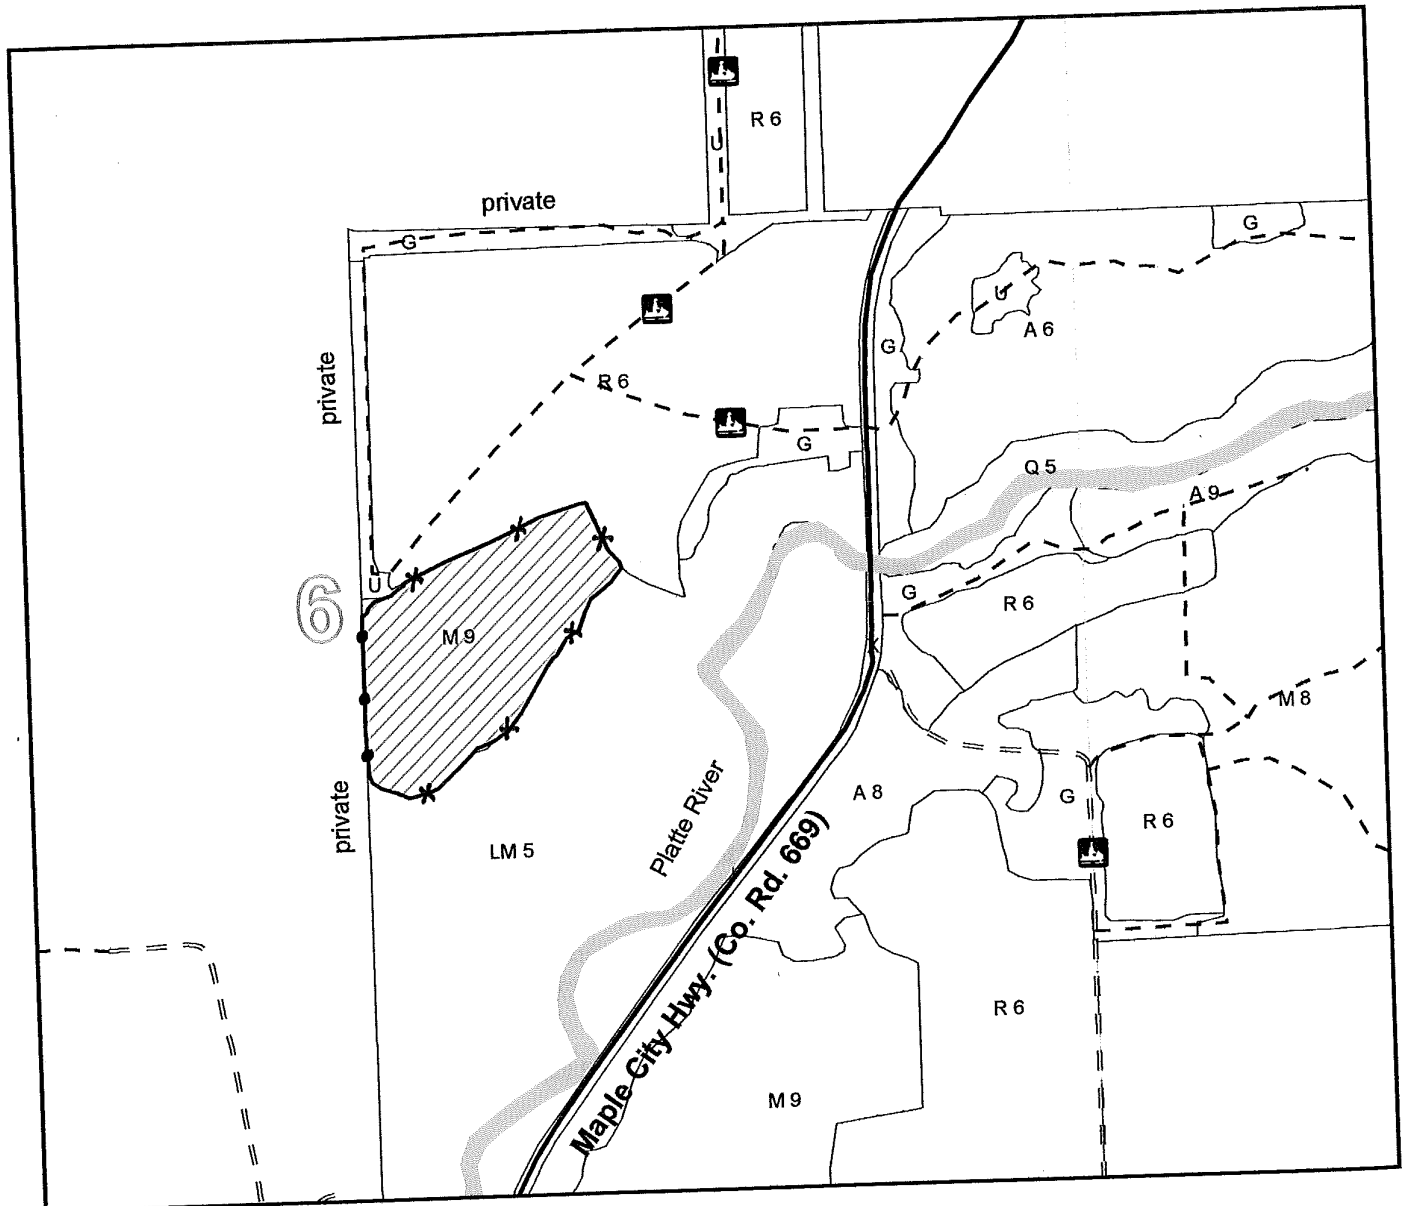 R 6
U
private
G
G
U
A 6
private
G
R 6
G
Q 5
A 9
6
U
G
R 6
M 9
M 8
private
Platte River
A 8
G
R 6
LM 5
Maple City Hwy. (Co. Rd. 669)
R 6
M 9